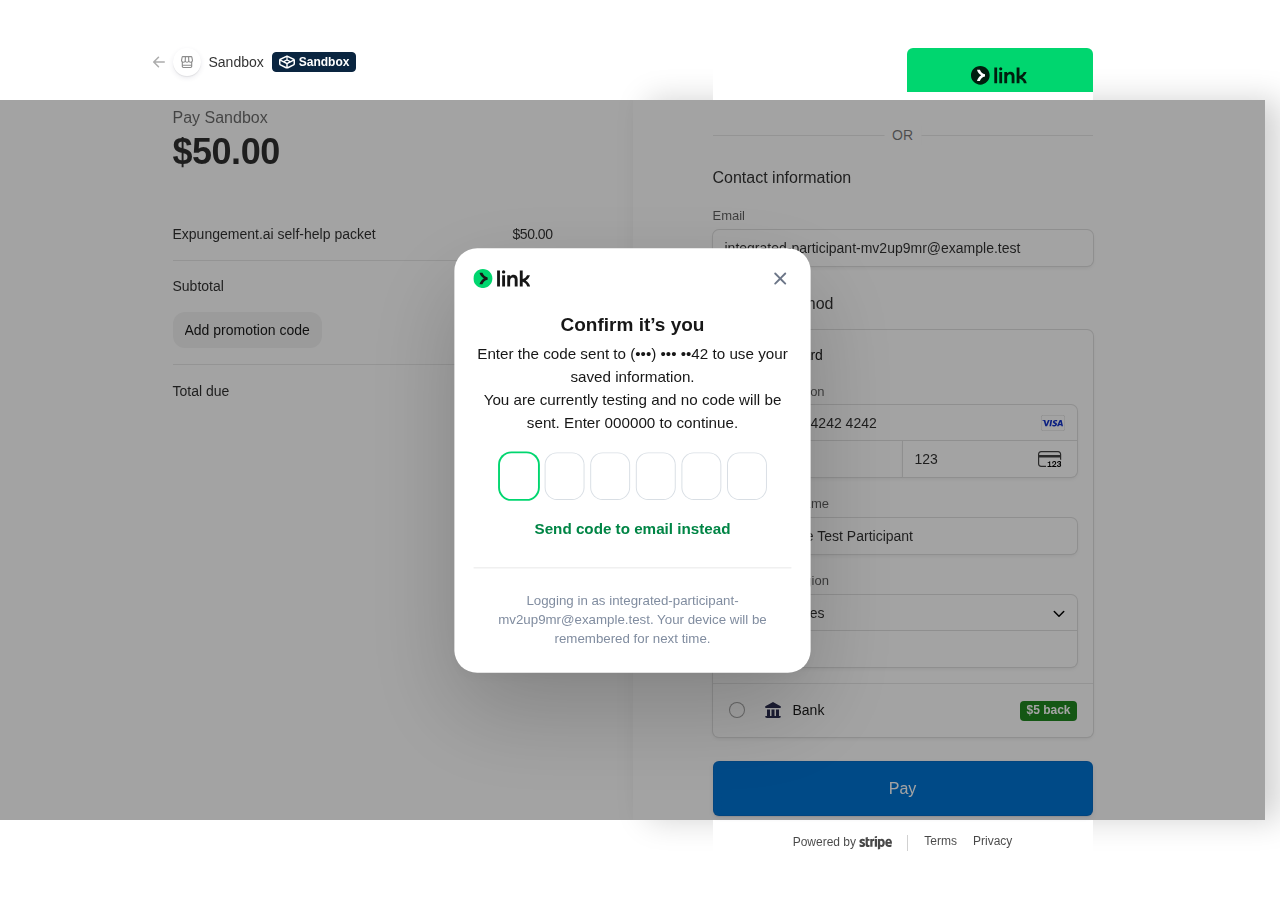 Sandbox
Sandbox
link
Pay Sandbox
$50.00
Expungement.ai self-help packet
$50.00
Subtotal
Add promotion code
Total due
OR
Contact information
Email
integrated-participant-mv2up9mr@example.test
4242 4242
VISA
123
123
Test Participant
Bank
$5 back
Pay
link
Confirm it’s you
Enter the code sent to (•••) ••• ••42 to use your
saved information.
You are currently testing and no code will be
sent. Enter 000000 to continue.
Send code to email instead
Logging in as integrated-participant-
mv2up9mr@example.test. Your device will be
remembered for next time.
Powered by stripe
Terms
Privacy